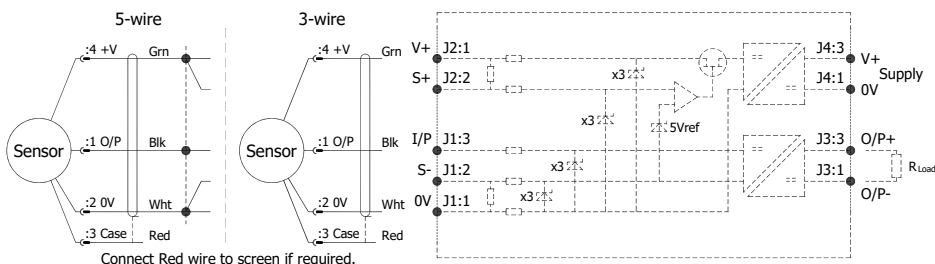 5-wire
3-wire
:4 +V
Grn
Sensor
:1 O/P
Blk
:2 0V
Wht
:3 Case
Red
:4 +V
Grn
Sensor
:1 O/P
Blk
:2 0V
Wht
:3 Case
Red
Connect Red wire to screen if required.
V+ J2:1
S+ J2:2
I/P J1:3
S- J1:2
0V J1:1
x3
x3
5Vref
x3
x3
J4:3 V+
Supply
J4:1 0V
J3:3 O/P+
RLoad
J3:1 O/P-